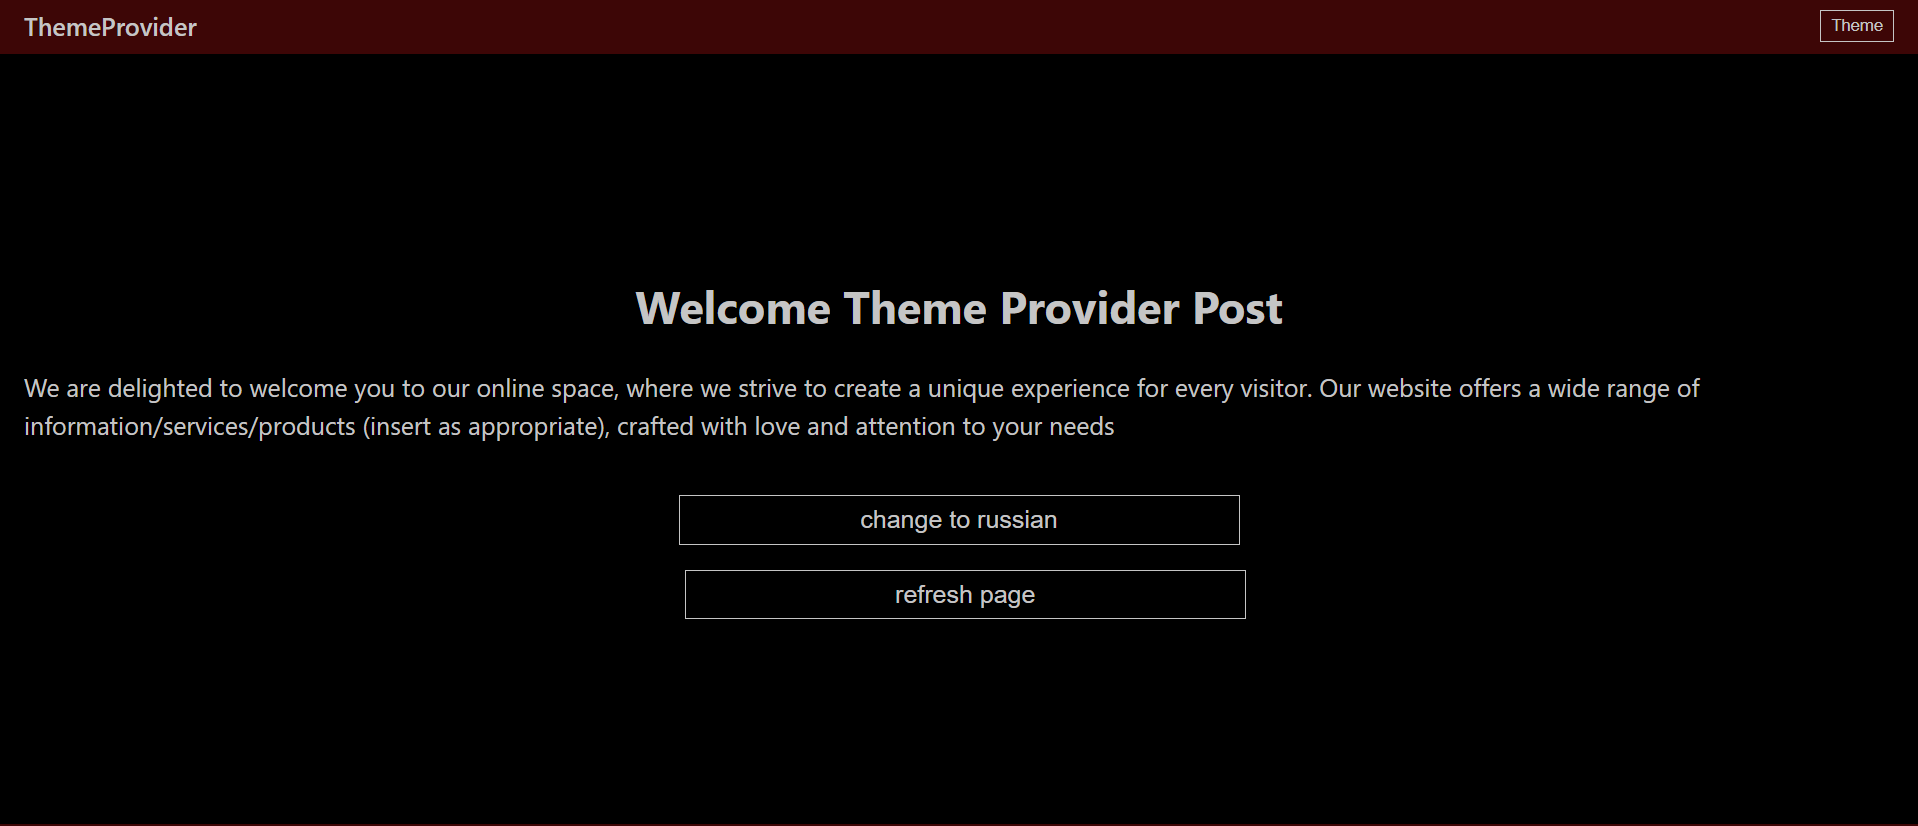 ThemeProvider
Theme
Welcome Theme Provider Post
We are delighted to welcome you to our online space, where we strive to create a unique experience for every visitor. Our website offers a wide range of
information/services/products (insert as appropriate), crafted with love and attention to your needs
change to russian
refresh page